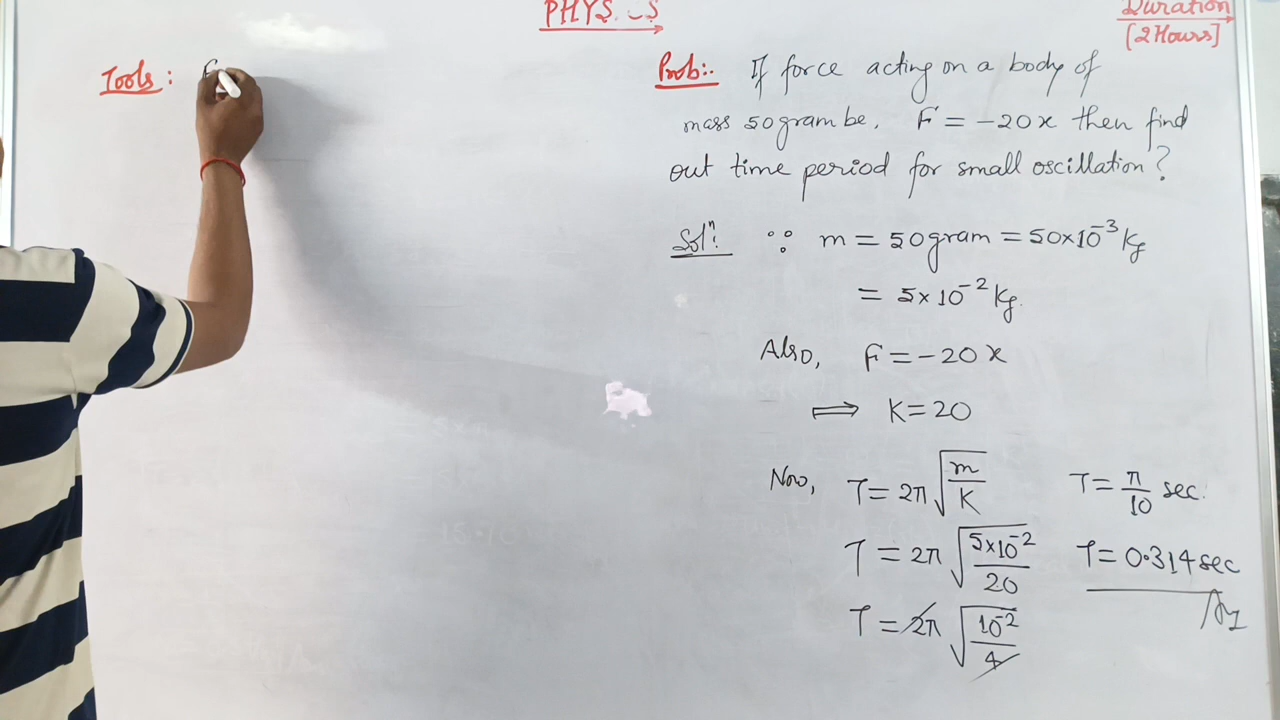 Duration
[2 Hours]
Tools:
Prob:- If force acting on a body of
mass 50 gram be. F = -20x then find
out time period for small oscillation?
Solⁿ: ∵ m = 50 gram = 50×10⁻³ Kg
= 5×10⁻² Kg.
Also, F = -20x
⟹ K = 20
Now, T = 2π√(m/K)
T = 2π√(5×10⁻²/20)
T = 2π√(10⁻²/4)
T = π/10 sec.
T = 0.314 sec